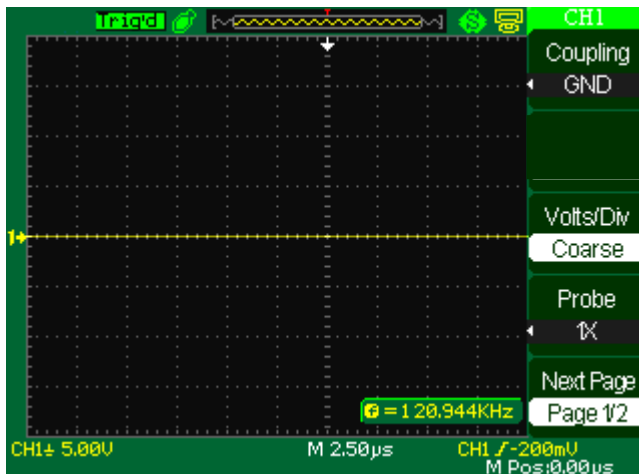 Trig'd CH1
Coupling
GND
Volts/Div
Coarse
Probe
1X
Next Page
Page 1/2
1
f=120.944KHz
CH1 5.00V M 2.50µs CH1 -200mV
M Pos:0.00µs